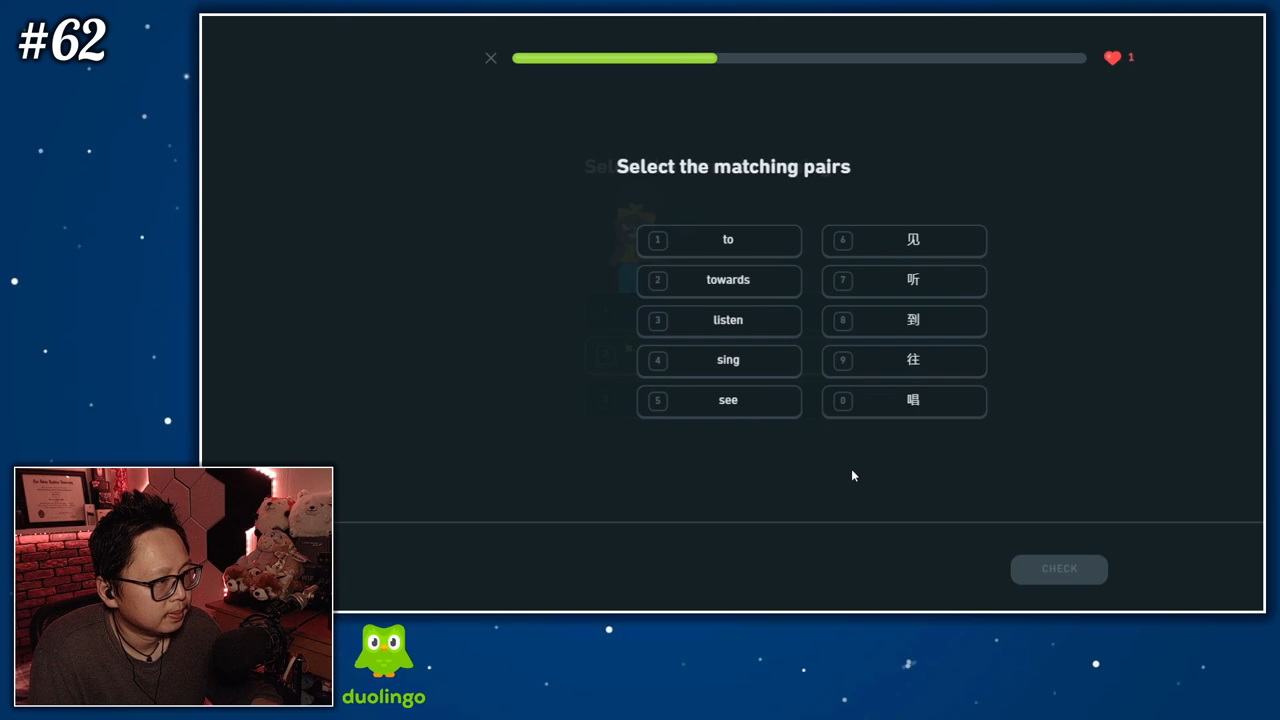 #62
1
Select the matching pairs
1 to
6 见
2 towards
7 听
3 listen
8 到
4 sing
9 往
5 see
0 唱
CHECK
duolingo